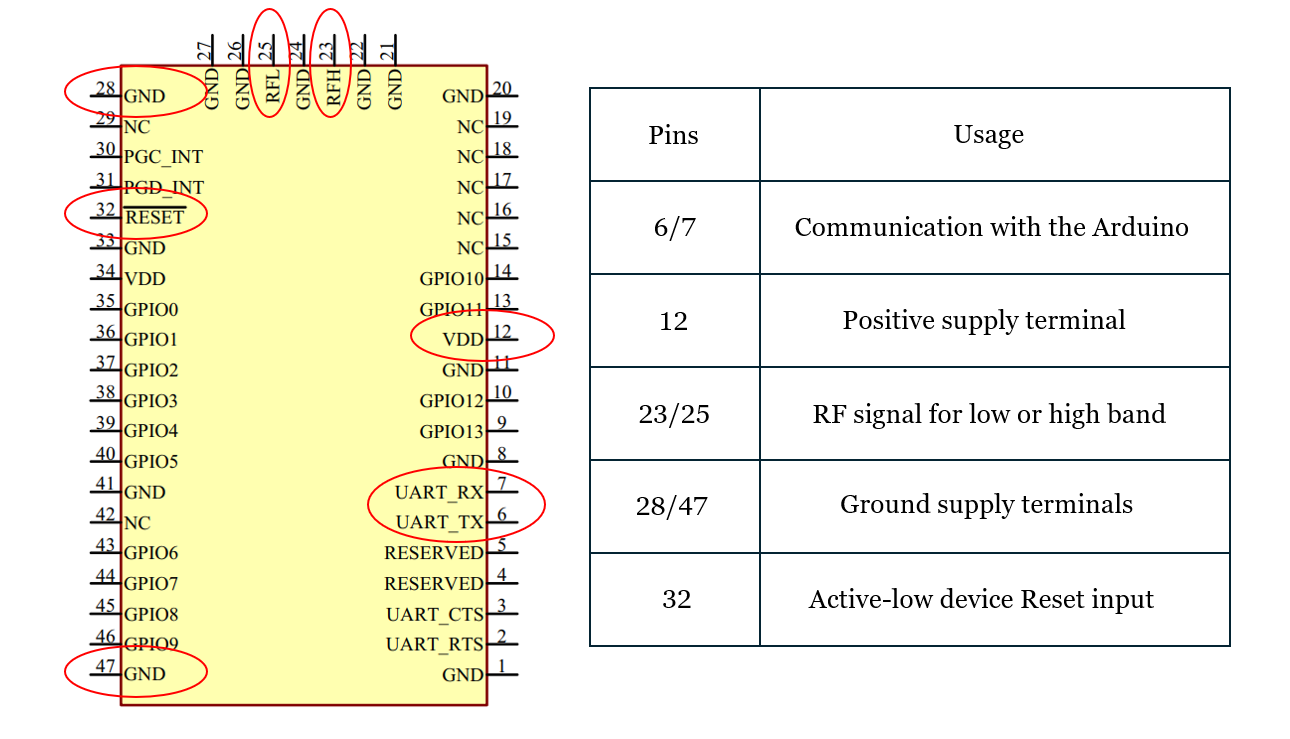 27 26 25 24 23 22 21
GND GND RFL GND RFH GND GND
28 GND
29 NC
30 PGC_INT
31 PGD_INT
32 RESET
33 GND
34 VDD
35 GPIO0
36 GPIO1
37 GPIO2
38 GPIO3
39 GPIO4
40 GPIO5
41 GND
42 NC
43 GPIO6
44 GPIO7
45 GPIO8
46 GPIO9
47 GND
GND 20
NC 19
NC 18
NC 17
NC 16
NC 15
GPIO10 14
GPIO11 13
VDD 12
GND 11
GPIO12 10
GPIO13 9
GND 8
UART_RX 7
UART_TX 6
RESERVED 5
RESERVED 4
UART_CTS 3
UART_RTS 2
GND 1
Pins Usage
6/7 Communication with the Arduino
12 Positive supply terminal
23/25 RF signal for low or high band
28/47 Ground supply terminals
32 Active-low device Reset input